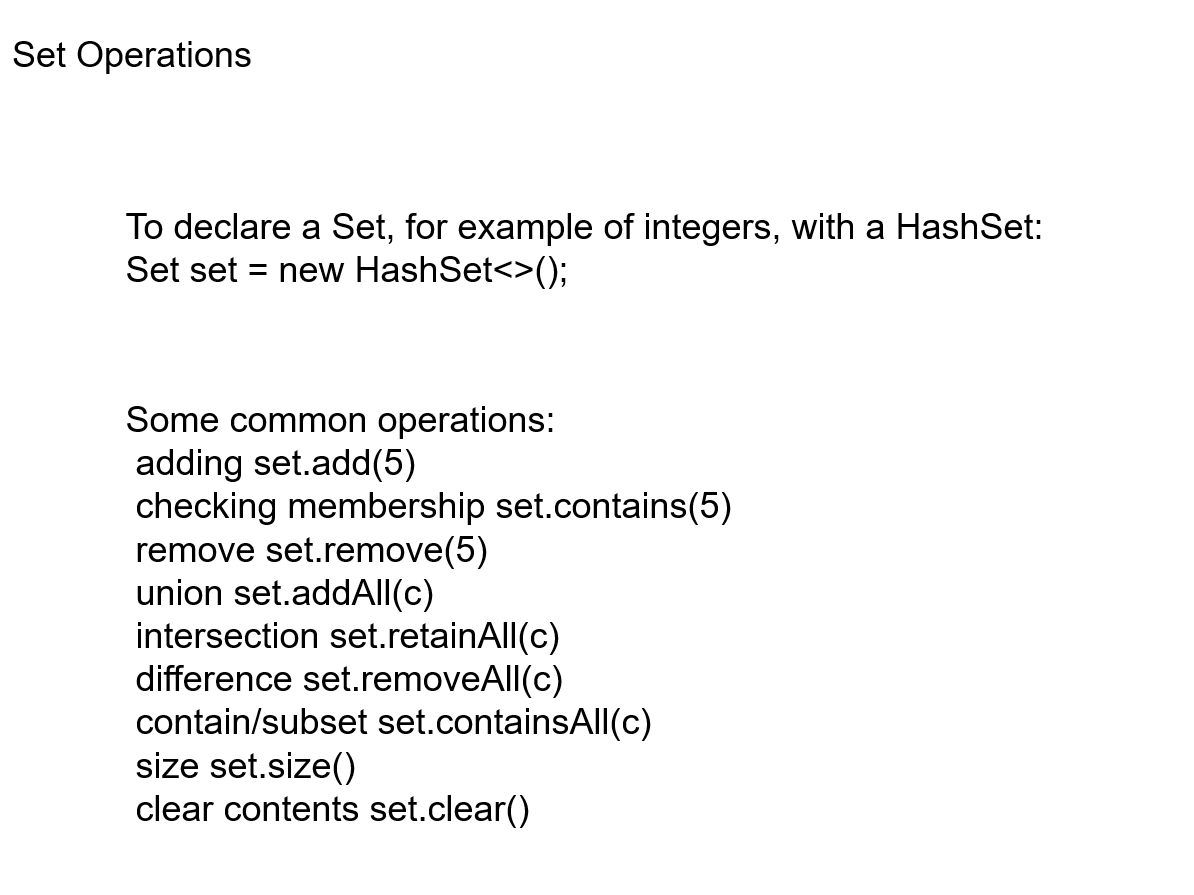 Set Operations
To declare a Set, for example of integers, with a HashSet:
Set set = new HashSet<>();
Some common operations:
adding set.add(5)
checking membership set.contains(5)
remove set.remove(5)
union set.addAll(c)
intersection set.retainAll(c)
difference set.removeAll(c)
contain/subset set.containsAll(c)
size set.size()
clear contents set.clear()